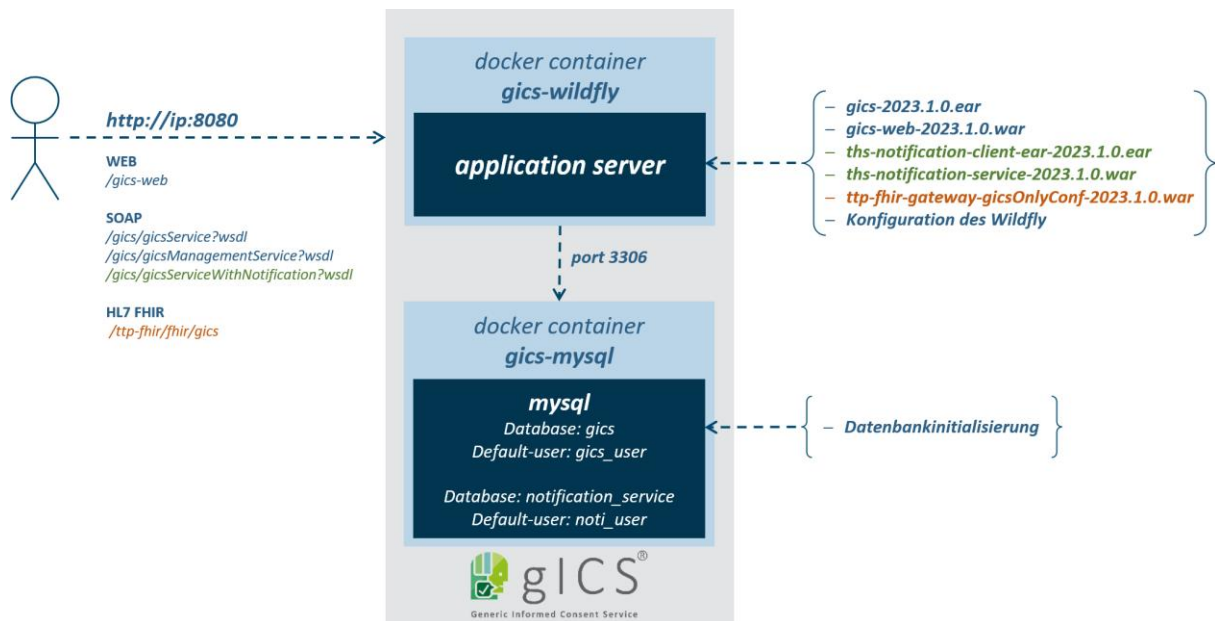 http://ip:8080
WEB
/gics-web
SOAP
/gics/gicsService?wsdl
/gics/gicsManagementService?wsdl
/gics/gicsServiceWithNotification?wsdl
HL7 FHIR
/ttp-fhir/fhir/gics
docker container
gics-wildfly
application server
port 3306
docker container
gics-mysql
mysql
Database: gics
Default-user: gics_user
Database: notification_service
Default-user: noti_user
gICS®
Generic Informed Consent Service
– gics-2023.1.0.ear
– gics-web-2023.1.0.war
– ths-notification-client-ear-2023.1.0.ear
– ths-notification-service-2023.1.0.war
– ttp-fhir-gateway-gicsOnlyConf-2023.1.0.war
– Konfiguration des Wildfly
– Datenbankinitialisierung